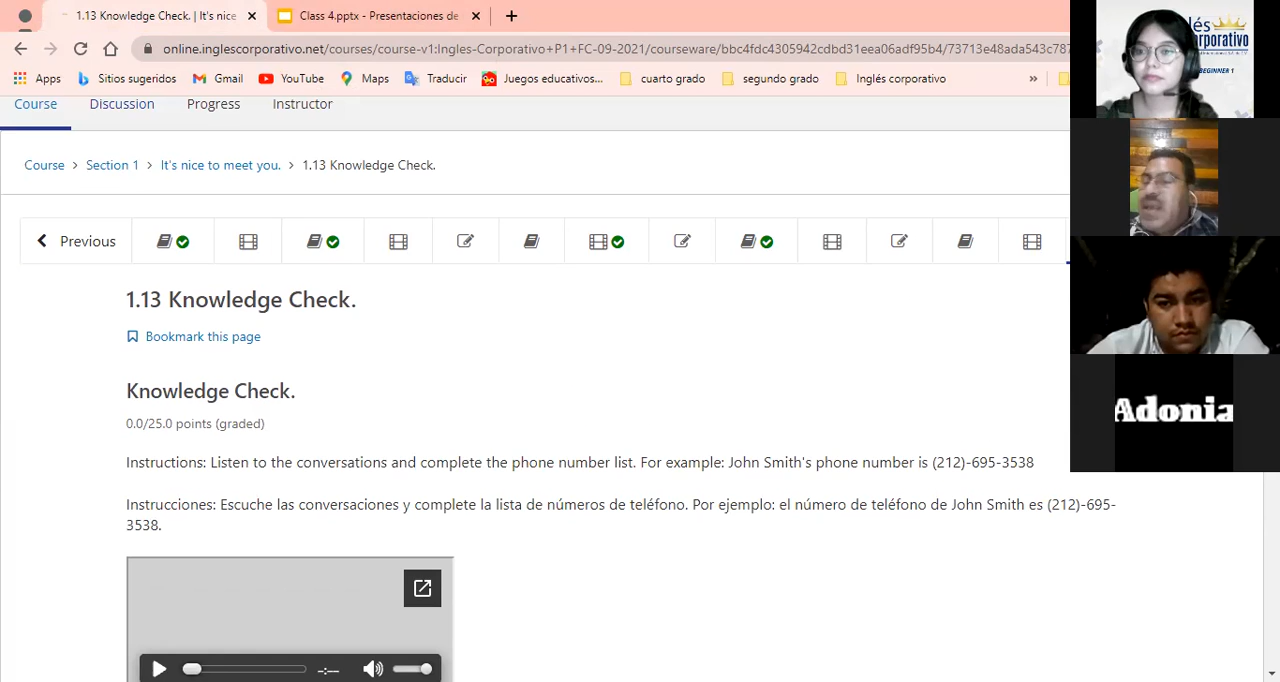 1.13 Knowledge Check. | It's nice
Class 4.pptx - Presentaciones de
online.inglescorporativo.net/courses/course-v1:Ingles-Corporativo+P1+FC-09-2021/courseware/bbc4fdc4305942cdbd31eea06adf95b4/73713e48ada543c787
Apps
Sitios sugeridos
Gmail
YouTube
Maps
Traducir
Juegos educativos...
cuarto grado
segundo grado
Inglés corporativo
»
Course
Discussion
Progress
Instructor
Course > Section 1 > It's nice to meet you. > 1.13 Knowledge Check.
Previous
1.13 Knowledge Check.
Bookmark this page
Knowledge Check.
0.0/25.0 points (graded)
Instructions: Listen to the conversations and complete the phone number list. For example: John Smith's phone number is (212)-695-3538
Instrucciones: Escuche las conversaciones y complete la lista de números de teléfono. Por ejemplo: el número de teléfono de John Smith es (212)-695-
3538.
-:--
BEGINNER 1
Adonia